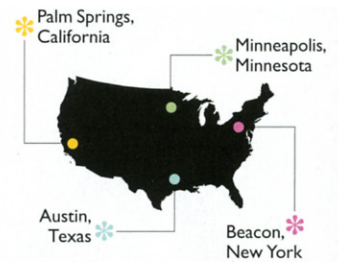 Palm Springs,
California
Minneapolis,
Minnesota
Austin,
Texas
Beacon,
New York